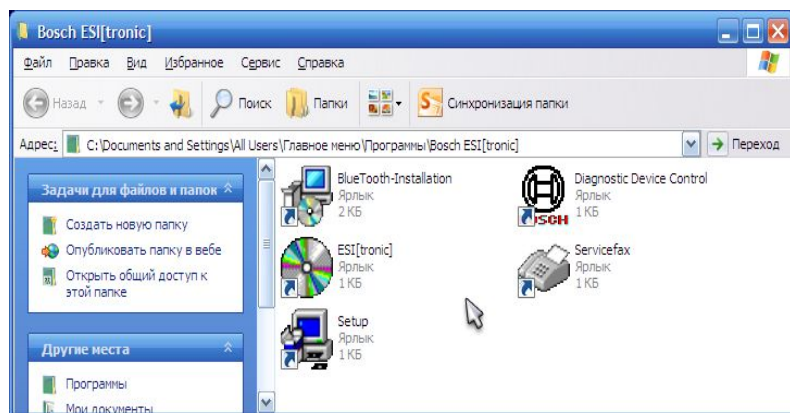 Bosch ESI[tronic]
Файл Правка Вид Избранное Сервис Справка
Назад Поиск Папки Синхронизация папки
Адрес: C:\Documents and Settings\All Users\Главное меню\Программы\Bosch ESI[tronic] Переход
Задачи для файлов и папок
Создать новую папку
Опубликовать папку в вебе
Открыть общий доступ к
этой папке
Другие места
Программы
Мои документы
BlueTooth-Installation
Ярлык
2 КБ
Diagnostic Device Control
Ярлык
1 КБ
BOSCH
ESI[tronic]
Ярлык
1 КБ
Servicefax
Ярлык
1 КБ
Setup
Ярлык
1 КБ